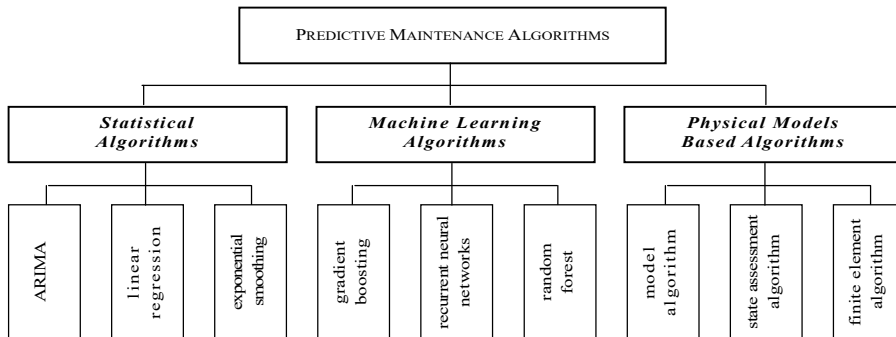 PREDICTIVE MAINTENANCE ALGORITHMS
Statistical
Algorithms
Machine Learning
Algorithms
Physical Models
Based Algorithms
ARIMA
linear
regression
exponential
smoothing
gradient
boosting
recurrent neural
networks
random
forest
model
algorithm
state assessment
algorithm
finite element
algorithm